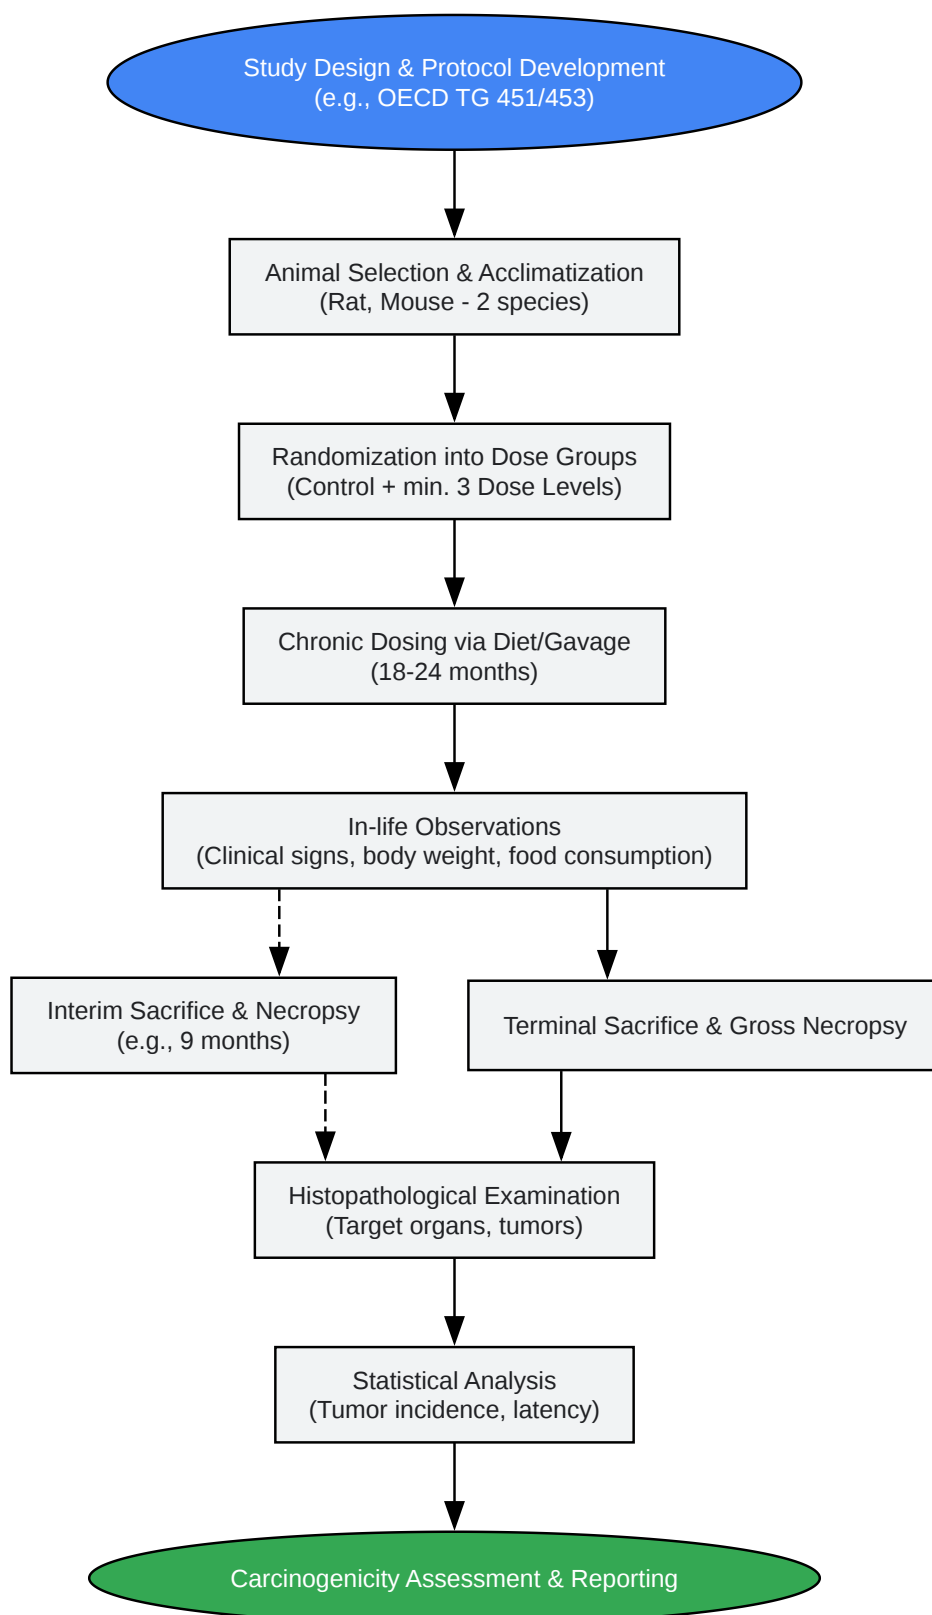 Study Design & Protocol Development
(e.g., OECD TG 451/453)
Animal Selection & Acclimatization
(Rat, Mouse - 2 species)
Randomization into Dose Groups
(Control + min. 3 Dose Levels)
Chronic Dosing via Diet/Gavage
(18-24 months)
In-life Observations
(Clinical signs, body weight, food consumption)
Interim Sacrifice & Necropsy
(e.g., 9 months)
Terminal Sacrifice & Gross Necropsy
Histopathological Examination
(Target organs, tumors)
Statistical Analysis
(Tumor incidence, latency)
Carcinogenicity Assessment & Reporting